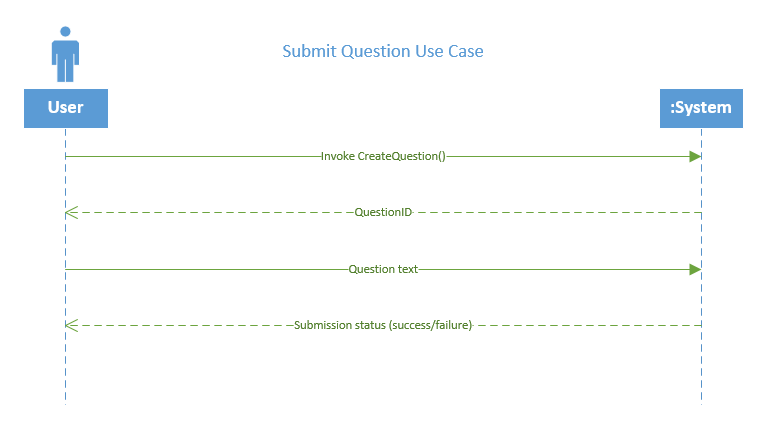 Submit Question Use Case
User
:System
Invoke CreateQuestion()
QuestionID
Question text
Submission status (success/failure)